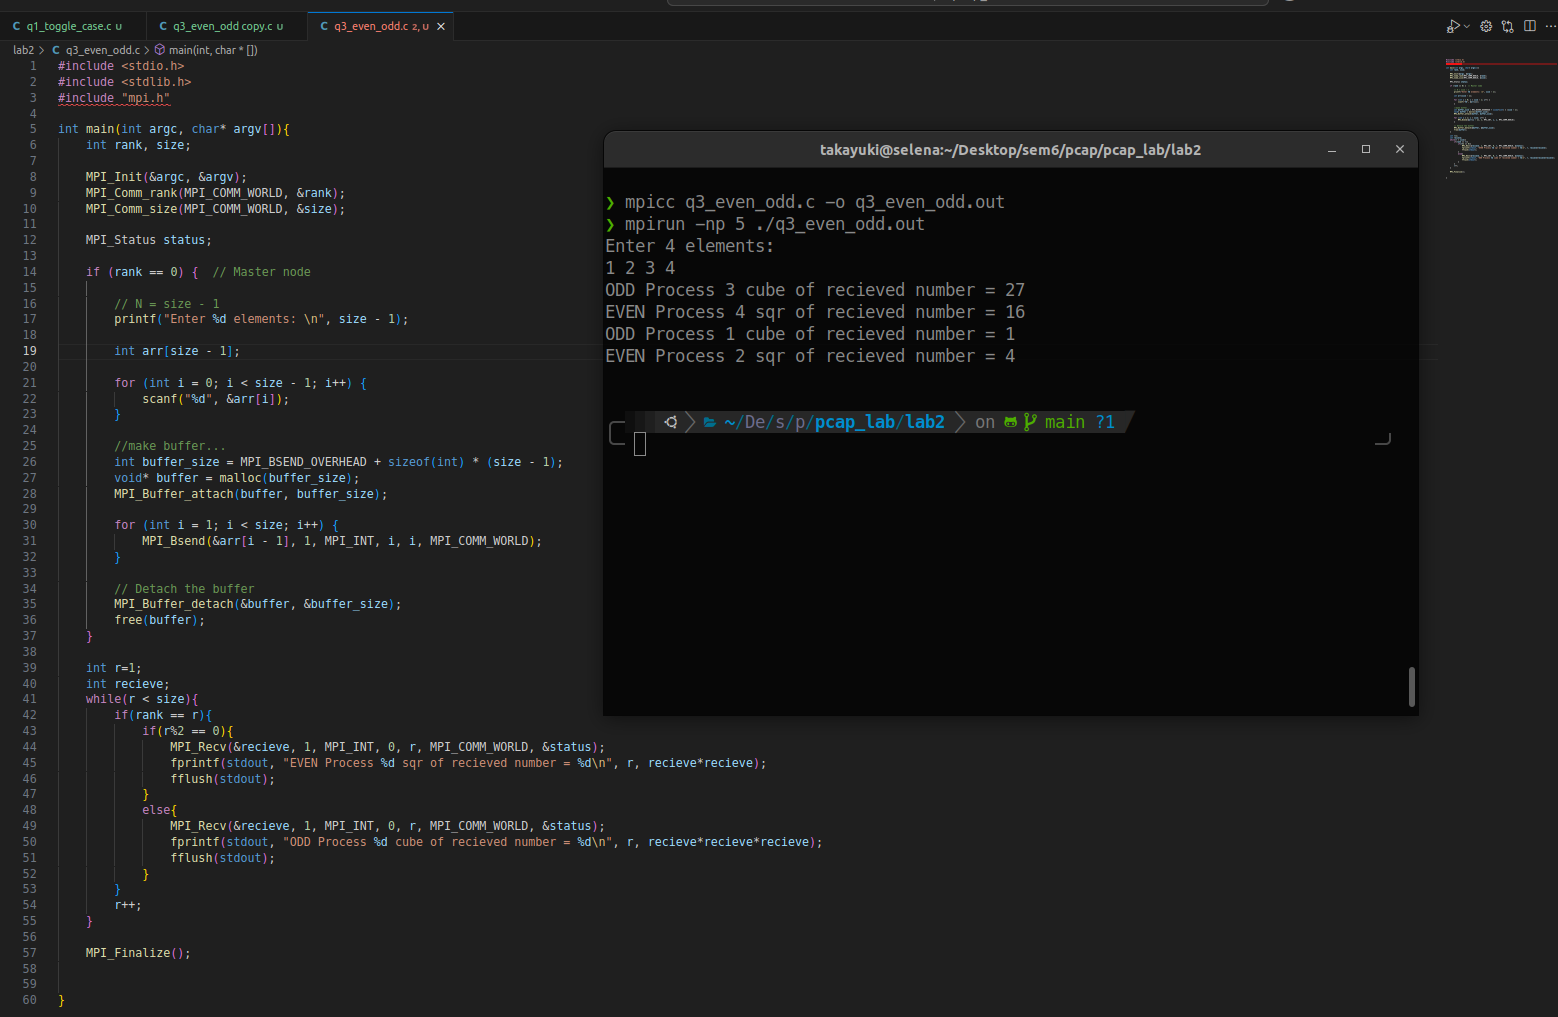 C q1_toggle_case.c U
C q3_even_odd copy.c U
C q3_even_odd.c 2, U
lab2 > C q3_even_odd.c > main(int, char * [])
1 #include <stdio.h>
2 #include <stdlib.h>
3 #include "mpi.h"
4
5 int main(int argc, char* argv[]){
6 int rank, size;
7
8 MPI_Init(&argc, &argv);
9 MPI_Comm_rank(MPI_COMM_WORLD, &rank);
10 MPI_Comm_size(MPI_COMM_WORLD, &size);
11
12 MPI_Status status;
13
14 if (rank == 0) {  // Master node
15
16 // N = size - 1
17 printf("Enter %d elements: \n", size - 1);
18
19 int arr[size - 1];
20
21 for (int i = 0; i < size - 1; i++) {
22 scanf("%d", &arr[i]);
23 }
24
25 //make buffer...
26 int buffer_size = MPI_BSEND_OVERHEAD + sizeof(int) * (size - 1);
27 void* buffer = malloc(buffer_size);
28 MPI_Buffer_attach(buffer, buffer_size);
29
30 for (int i = 1; i < size; i++) {
31 MPI_Bsend(&arr[i - 1], 1, MPI_INT, i, i, MPI_COMM_WORLD);
32 }
33
34 // Detach the buffer
35 MPI_Buffer_detach(&buffer, &buffer_size);
36 free(buffer);
37 }
38
39 int r=1;
40 int recieve;
41 while(r < size){
42 if(rank == r){
43 if(r%2 == 0){
44 MPI_Recv(&recieve, 1, MPI_INT, 0, r, MPI_COMM_WORLD, &status);
45 fprintf(stdout, "EVEN Process %d sqr of recieved number = %d\n", r, recieve*recieve);
46 fflush(stdout);
47 }
48 else{
49 MPI_Recv(&recieve, 1, MPI_INT, 0, r, MPI_COMM_WORLD, &status);
50 fprintf(stdout, "ODD Process %d cube of recieved number = %d\n", r, recieve*recieve*recieve);
51 fflush(stdout);
52 }
53 }
54 r++;
55 }
56
57 MPI_Finalize();
58
59
60 }
takayuki@selena:~/Desktop/sem6/pcap/pcap_lab/lab2
❯ mpicc q3_even_odd.c -o q3_even_odd.out
❯ mpirun -np 5 ./q3_even_odd.out
Enter 4 elements:
1 2 3 4
ODD Process 3 cube of recieved number = 27
EVEN Process 4 sqr of recieved number = 16
ODD Process 1 cube of recieved number = 1
EVEN Process 2 sqr of recieved number = 4
~/De/s/p/pcap_lab/lab2 on main ?1